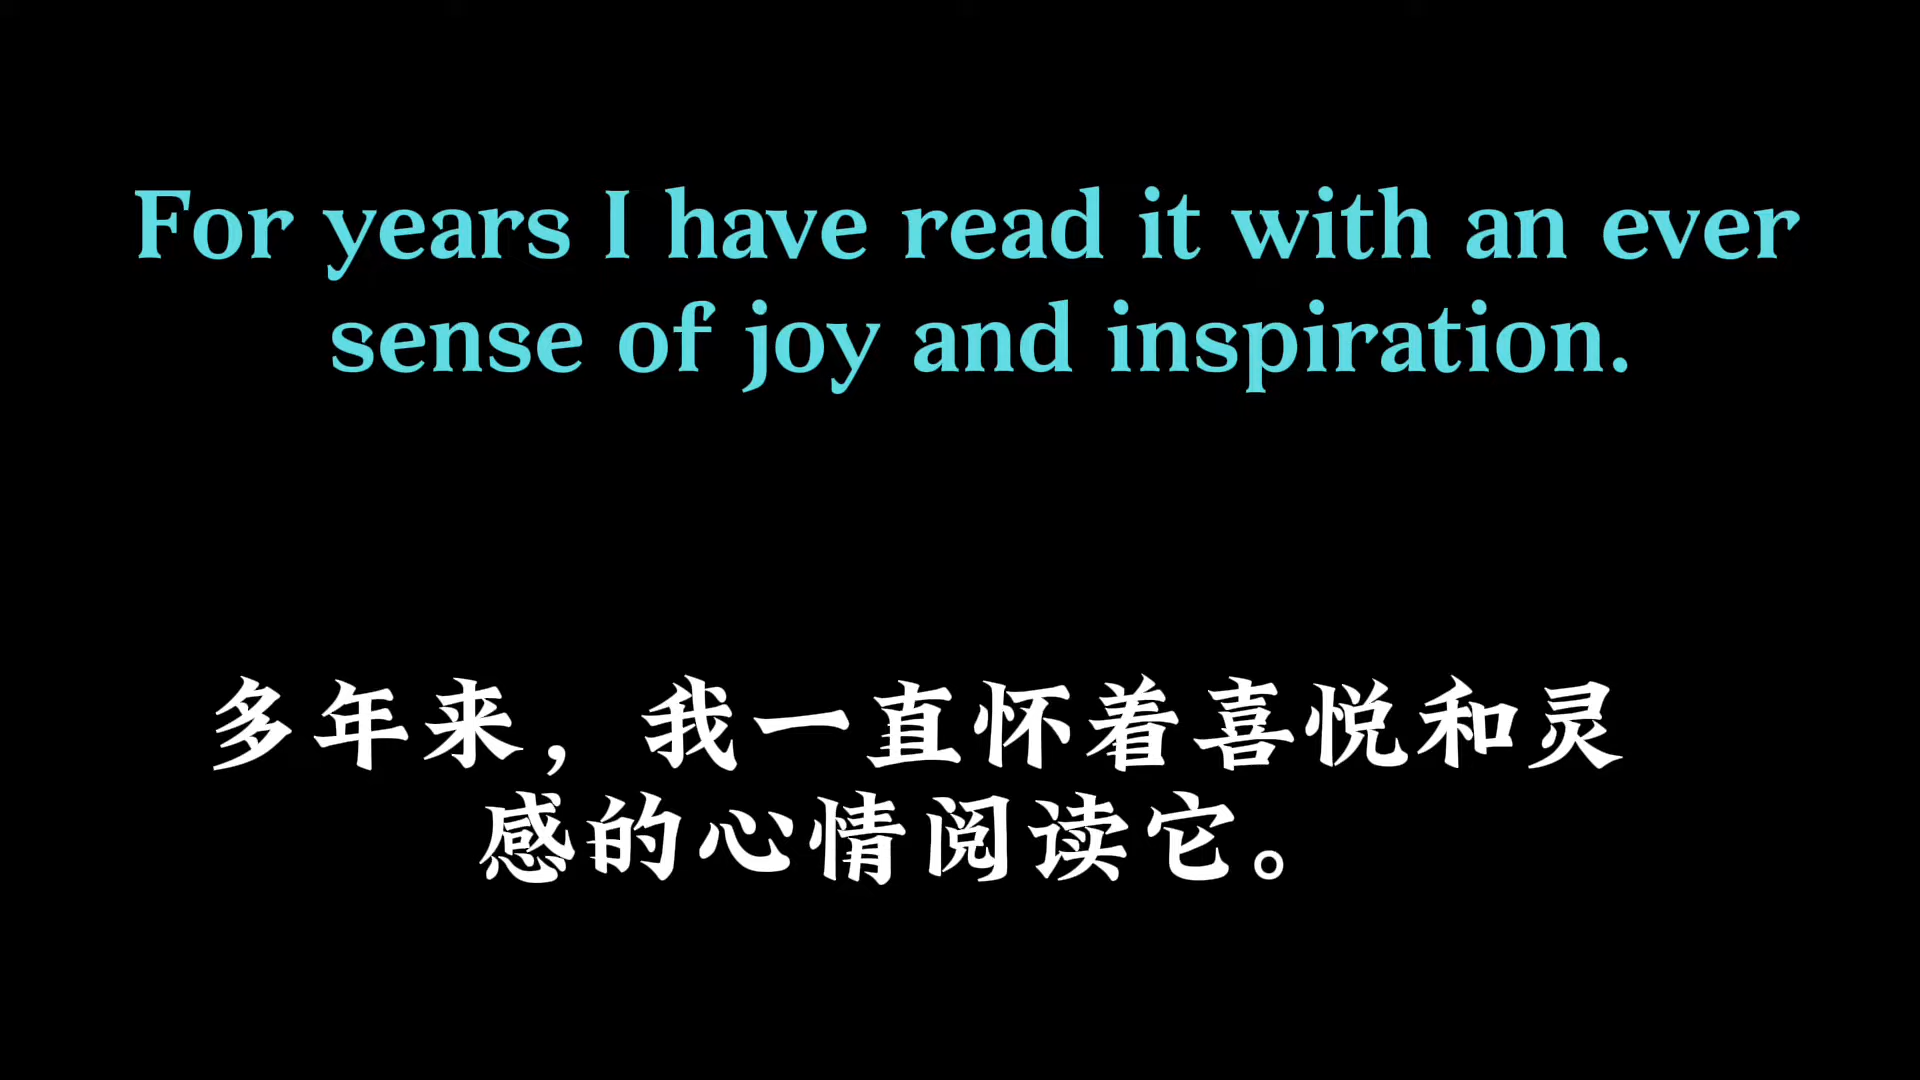 For years I have read it with an ever
sense of joy and inspiration.
多年来，我一直怀着喜悦和灵
感的心情阅读它。